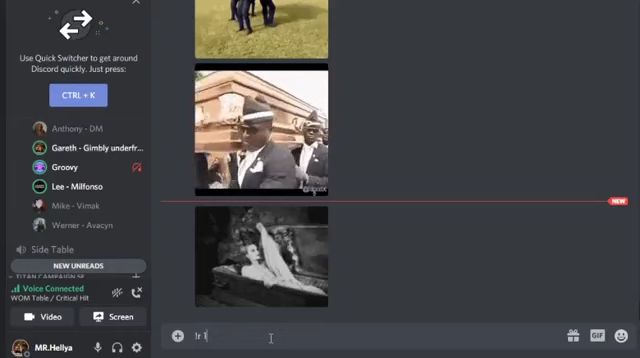 Use Quick Switcher to get around
Discord quickly. Just press:
CTRL + K
Anthony - DM
Gareth - Gimbly underfr...
Groovy
Lee - Milfonso
Mike - Vimak
Werner - Avacyn
Side Table
NEW UNREADS
Voice Connected
WOM Table / Critical Hit
Video
Screen
MR.Hellya
NEW
!r 1
GIF